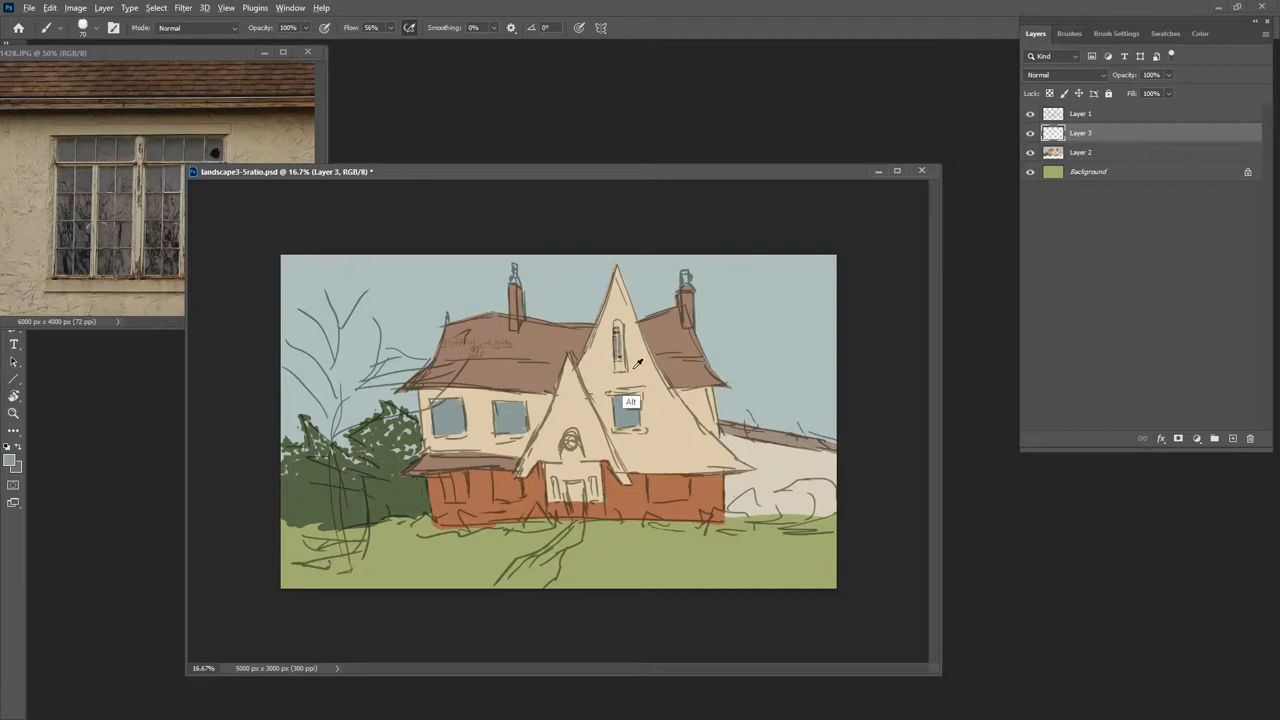 Ps File Edit Image Layer Type Select Filter 3D View Plugins Window Help
70 Mode: Normal Opacity: 100% Flow: 56% Smoothing: 0% 0°
1428.JPG @ 50% (RGB/8)
6000 px x 4000 px (72 ppi)
landscape3-5ratio.psd @ 16.7% (Layer 3, RGB/8) *
Alt
16.67% 5000 px x 3000 px (300 ppi)
Layers Brushes Brush Settings Swatches Color
Kind
Normal Opacity: 100%
Lock: Fill: 100%
Layer 1
Layer 3
Layer 2
Background
fx